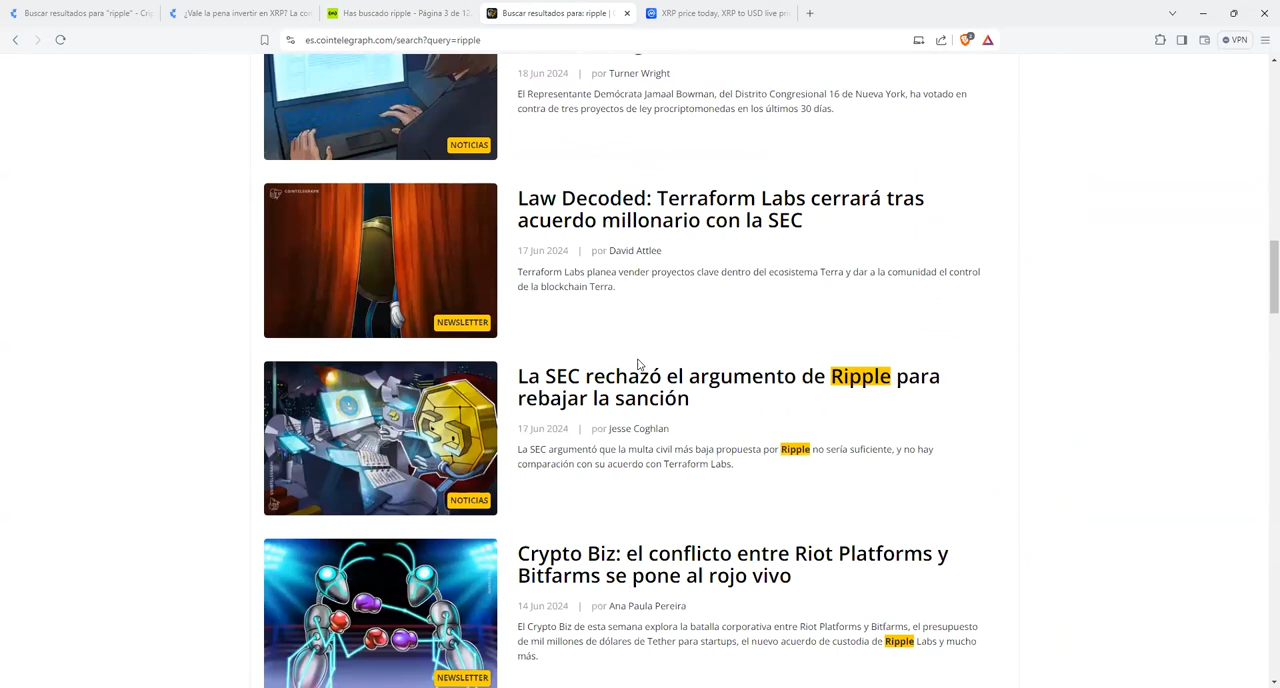 Buscar resultados para "ripple" - Cri
¿Vale la pena invertir en XRP? La con
Has buscado ripple - Página 3 de 12
Buscar resultados para: ripple |
XRP price today, XRP to USD live pri
es.cointelegraph.com/search?query=ripple
2
VPN
18 Jun 2024 | por Turner Wright
El Representante Demócrata Jamaal Bowman, del Distrito Congresional 16 de Nueva York, ha votado en
contra de tres proyectos de ley procriptomonedas en los últimos 30 días.
NOTICIAS
COINTELEGRAPH
Law Decoded: Terraform Labs cerrará tras
acuerdo millonario con la SEC
17 Jun 2024 | por David Attlee
Terraform Labs planea vender proyectos clave dentro del ecosistema Terra y dar a la comunidad el control
de la blockchain Terra.
NEWSLETTER
La SEC rechazó el argumento de Ripple para
rebajar la sanción
17 Jun 2024 | por Jesse Coghlan
La SEC argumentó que la multa civil más baja propuesta por Ripple no sería suficiente, y no hay
comparación con su acuerdo con Terraform Labs.
NOTICIAS
Crypto Biz: el conflicto entre Riot Platforms y
Bitfarms se pone al rojo vivo
14 Jun 2024 | por Ana Paula Pereira
El Crypto Biz de esta semana explora la batalla corporativa entre Riot Platforms y Bitfarms, el presupuesto
de mil millones de dólares de Tether para startups, el nuevo acuerdo de custodia de Ripple Labs y mucho
más.
NEWSLETTER